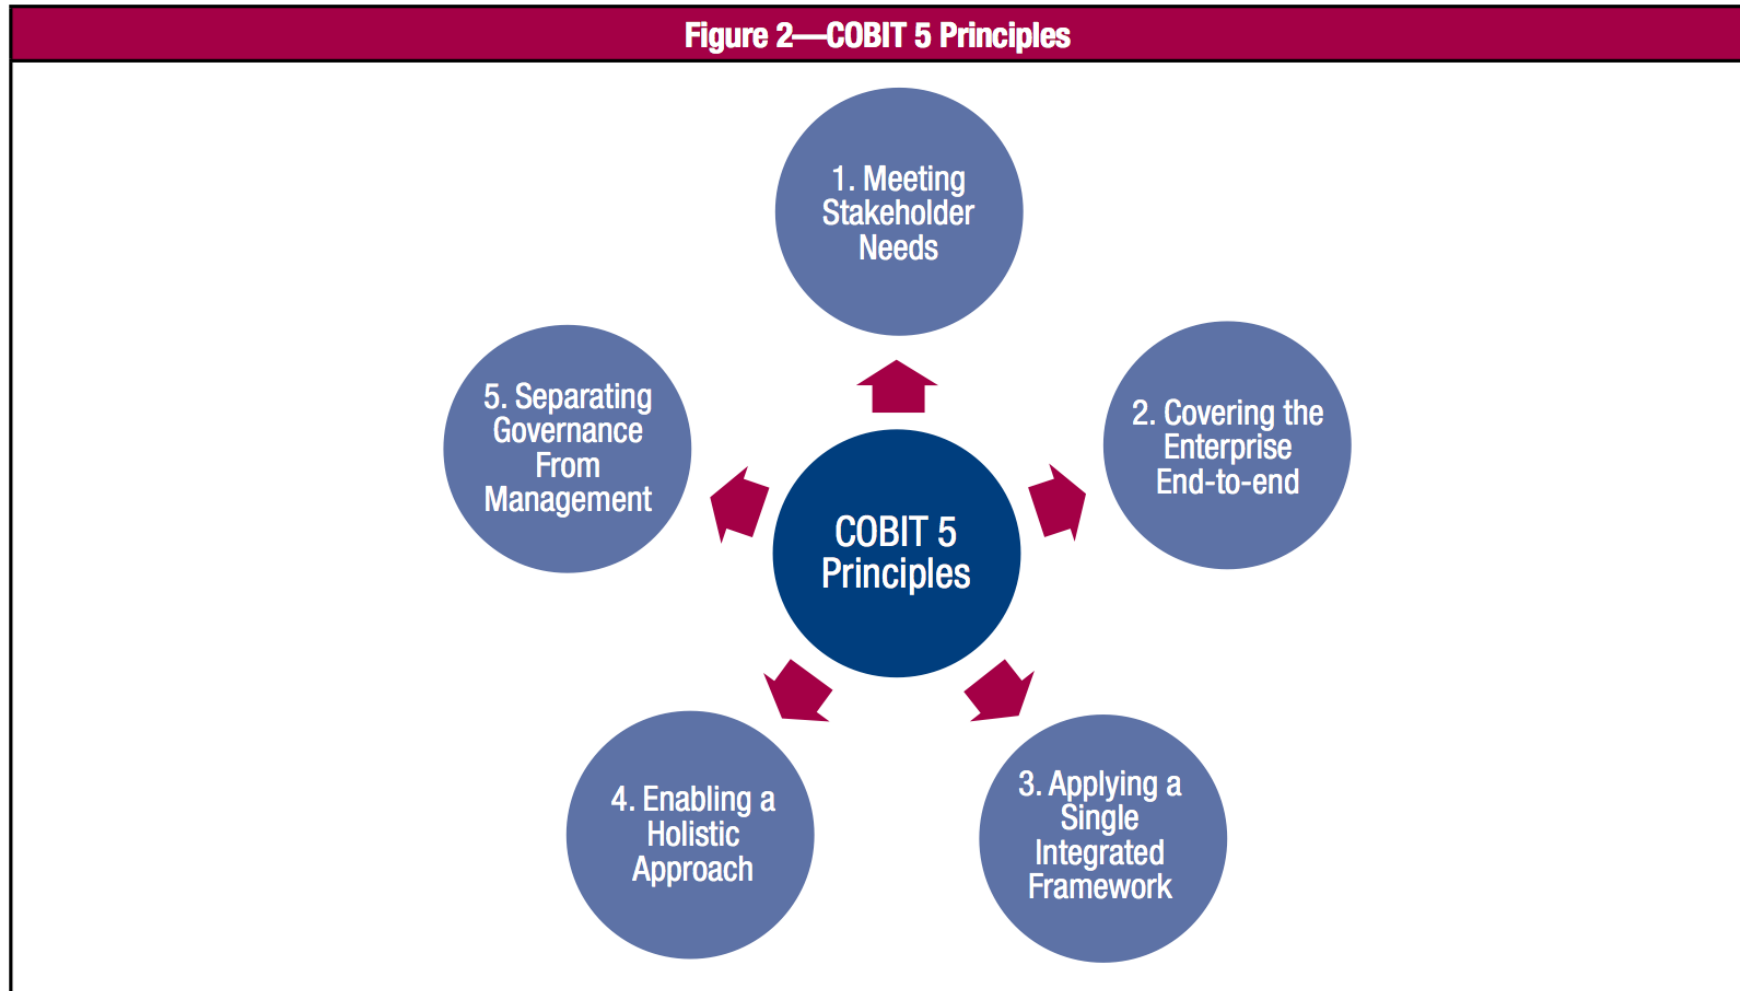 Figure 2—COBIT 5 Principles
1. Meeting
Stakeholder
Needs
2. Covering the
Enterprise
End-to-end
3. Applying a
Single
Integrated
Framework
4. Enabling a
Holistic
Approach
5. Separating
Governance
From
Management
COBIT 5
Principles